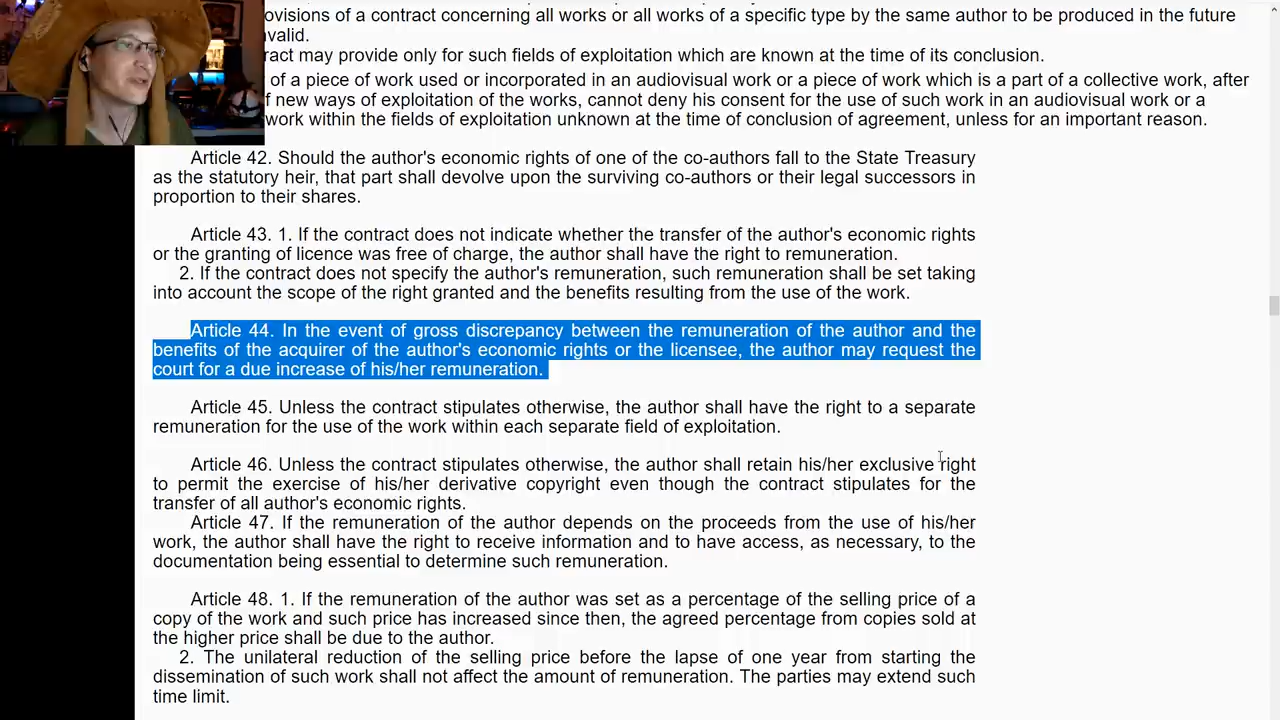 ovisions of a contract concerning all works or all works of a specific type by the same author to be produced in the future
valid.
ract may provide only for such fields of exploitation which are known at the time of its conclusion.
of a piece of work used or incorporated in an audiovisual work or a piece of work which is a part of a collective work, after
f new ways of exploitation of the works, cannot deny his consent for the use of such work in an audiovisual work or a
work within the fields of exploitation unknown at the time of conclusion of agreement, unless for an important reason.
Article 42. Should the author's economic rights of one of the co-authors fall to the State Treasury
as the statutory heir, that part shall devolve upon the surviving co-authors or their legal successors in
proportion to their shares.
Article 43. 1. If the contract does not indicate whether the transfer of the author's economic rights
or the granting of licence was free of charge, the author shall have the right to remuneration.
2. If the contract does not specify the author's remuneration, such remuneration shall be set taking
into account the scope of the right granted and the benefits resulting from the use of the work.
Article 44. In the event of gross discrepancy between the remuneration of the author and the
benefits of the acquirer of the author's economic rights or the licensee, the author may request the
court for a due increase of his/her remuneration.
Article 45. Unless the contract stipulates otherwise, the author shall have the right to a separate
remuneration for the use of the work within each separate field of exploitation.
Article 46. Unless the contract stipulates otherwise, the author shall retain his/her exclusive right
to permit the exercise of his/her derivative copyright even though the contract stipulates for the
transfer of all author's economic rights.
Article 47. If the remuneration of the author depends on the proceeds from the use of his/her
work, the author shall have the right to receive information and to have access, as necessary, to the
documentation being essential to determine such remuneration.
Article 48. 1. If the remuneration of the author was set as a percentage of the selling price of a
copy of the work and such price has increased since then, the agreed percentage from copies sold at
the higher price shall be due to the author.
2. The unilateral reduction of the selling price before the lapse of one year from starting the
dissemination of such work shall not affect the amount of remuneration. The parties may extend such
time limit.